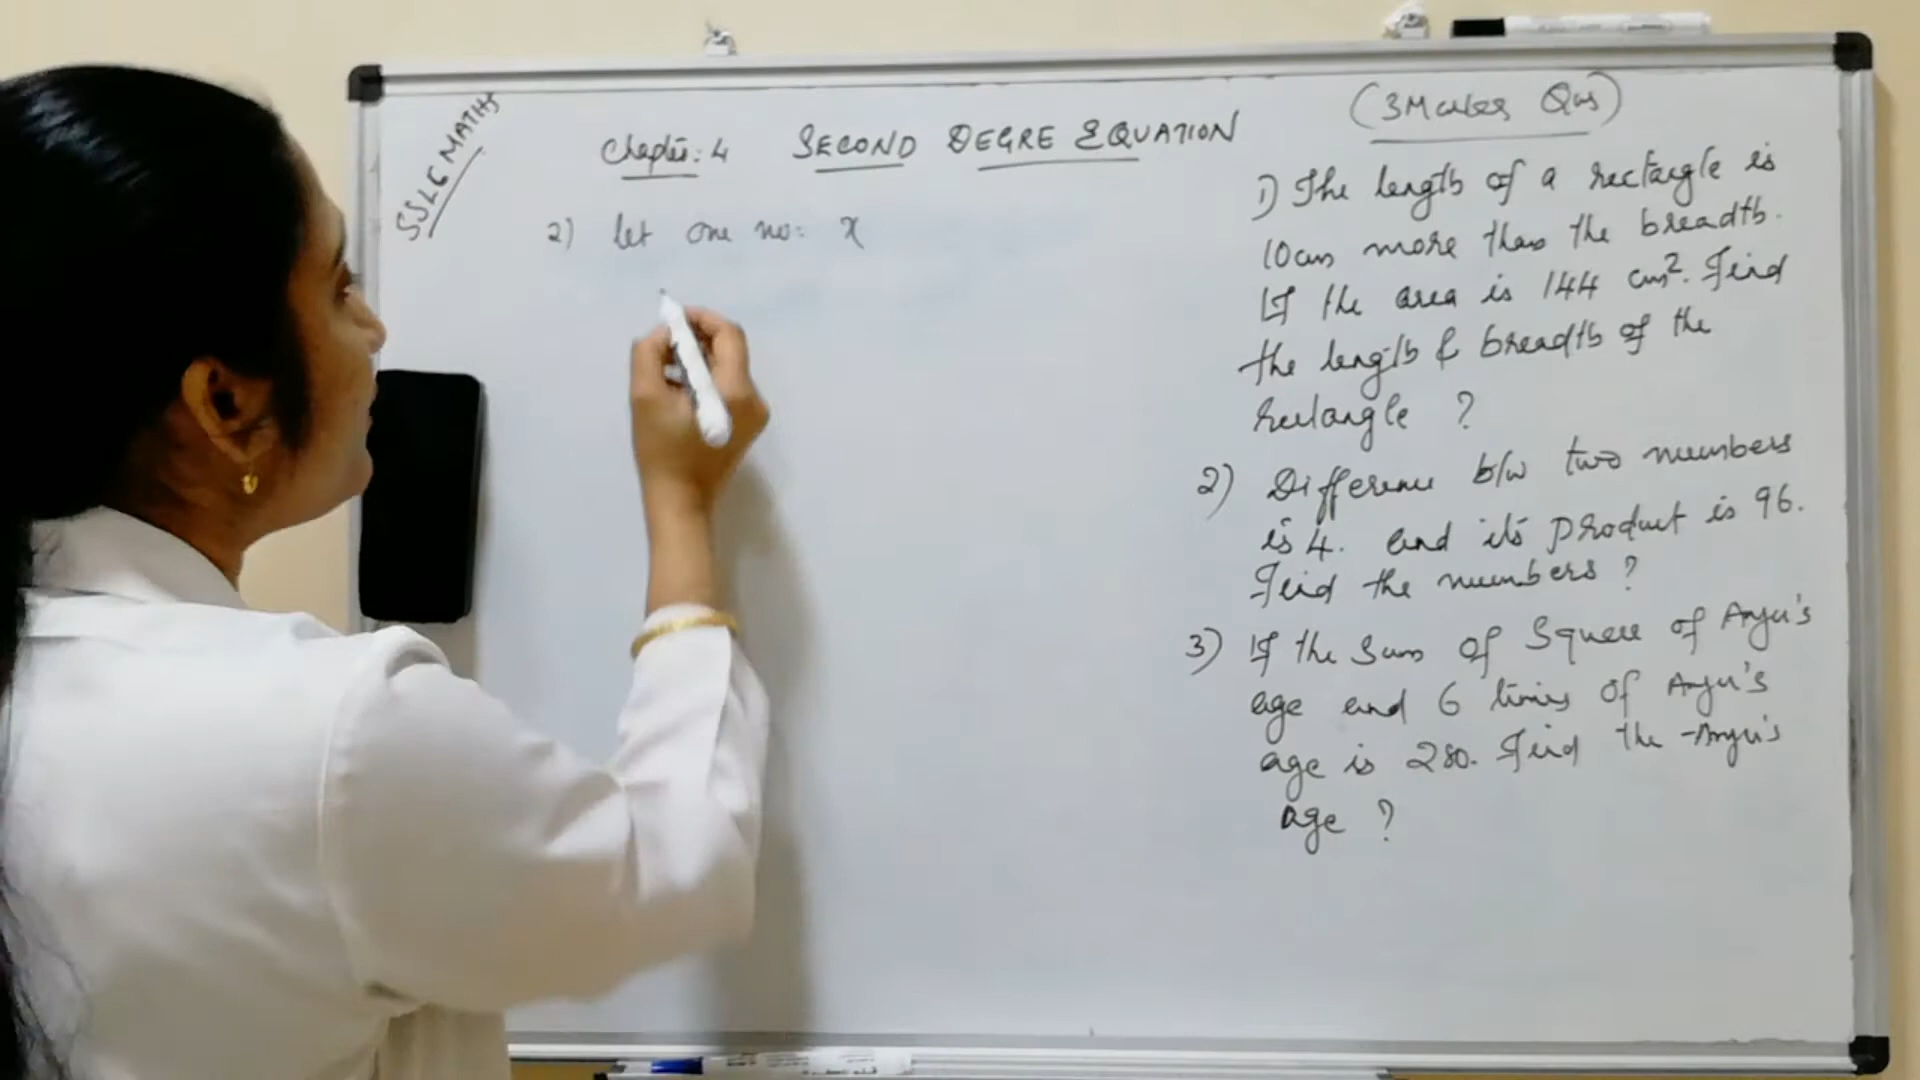 SSLC MATHS
Chapter: 4 SECOND DEGRE EQUATION
2) let one no: x
(3 Marks Qns)
1) The length of a rectangle is
10cm more than the breadth.
If the area is 144 cm². Find
the length & breadth of the
rectangle ?
2) Difference b/w two numbers
is 4. and its product is 96.
Find the numbers ?
3) If the Sum of Square of Anju's
age and 6 times of Anju's
age is 280. Find the Anju's
age ?